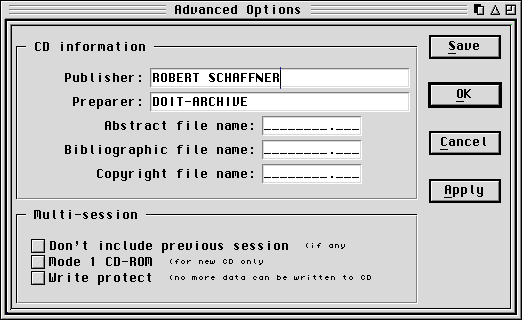 Advanced Options
CD information
Publisher: ROBERT SCHAFFNER
Preparer: DOIT-ARCHIVE
Abstract file name: ________.___
Bibliographic file name: ________.___
Copyright file name: ________.___
Save
OK
Cancel
Apply
Multi-session
Don't include previous session (if any
Mode 1 CD-ROM (for new CD only
Write protect (no more data can be written to CD